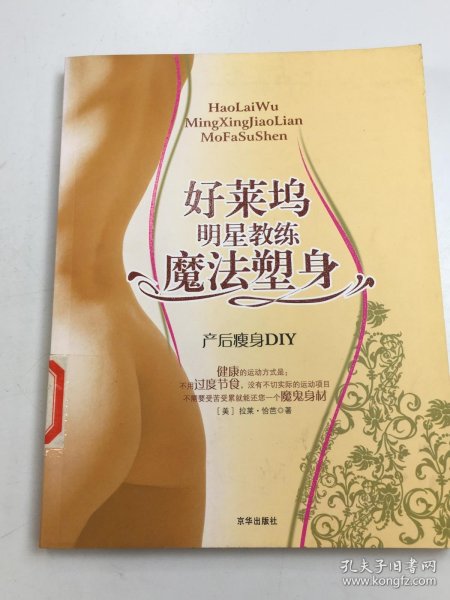 HaoLaiWu
MingXingJiaoLian
MoFaSuShen
好莱坞
明星教练
魔法塑身
产后瘦身DIY
健康的运动方式是：
不用过度节食，没有不切实际的运动项目
不需要受苦受累就能还您一个魔鬼身材
［美］拉莱·恰芭◇著
京华出版社
孔夫子旧书网
www.kongfz.com